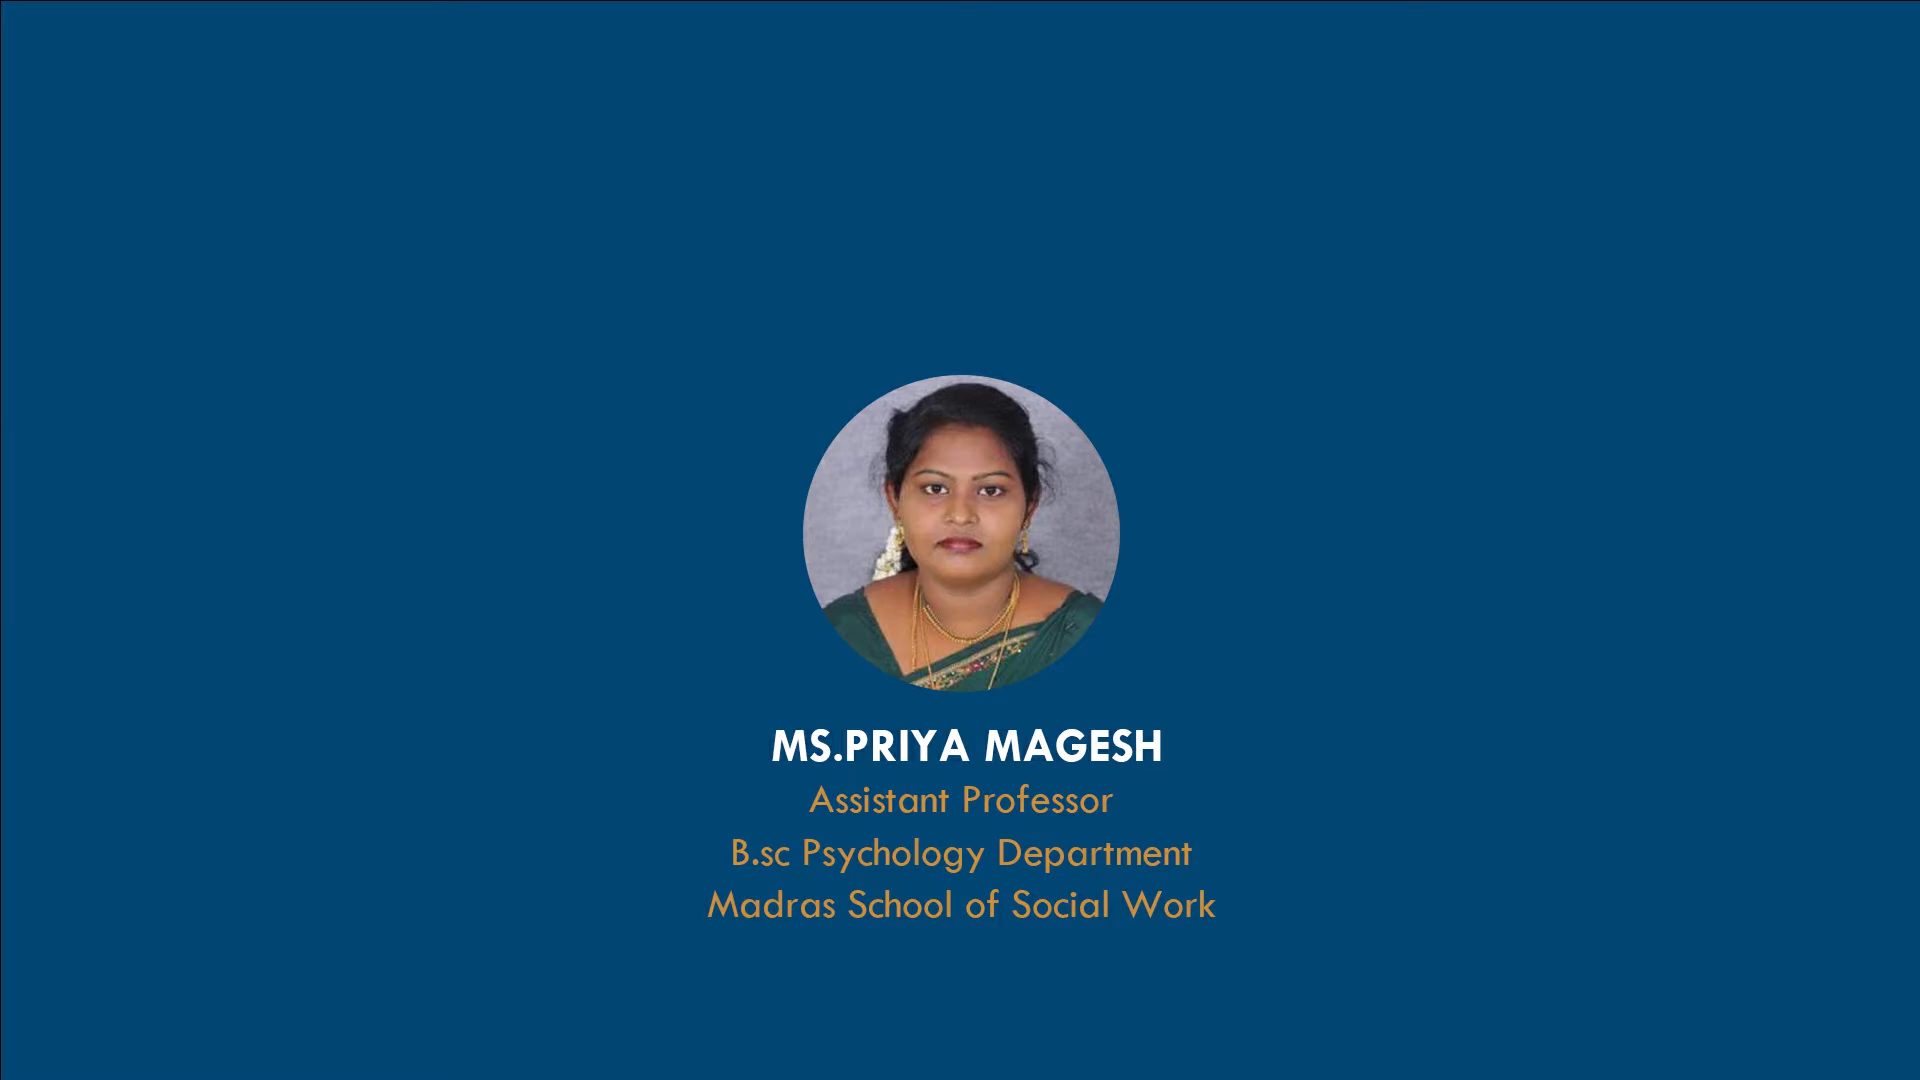 MS.PRIYA MAGESH
Assistant Professor
B.sc Psychology Department
Madras School of Social Work